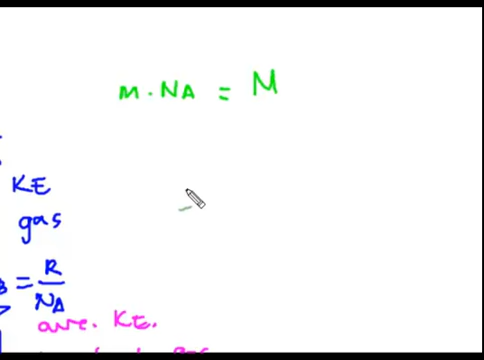 m · NA = M
KE
gas
= R/NA
ave. KE.